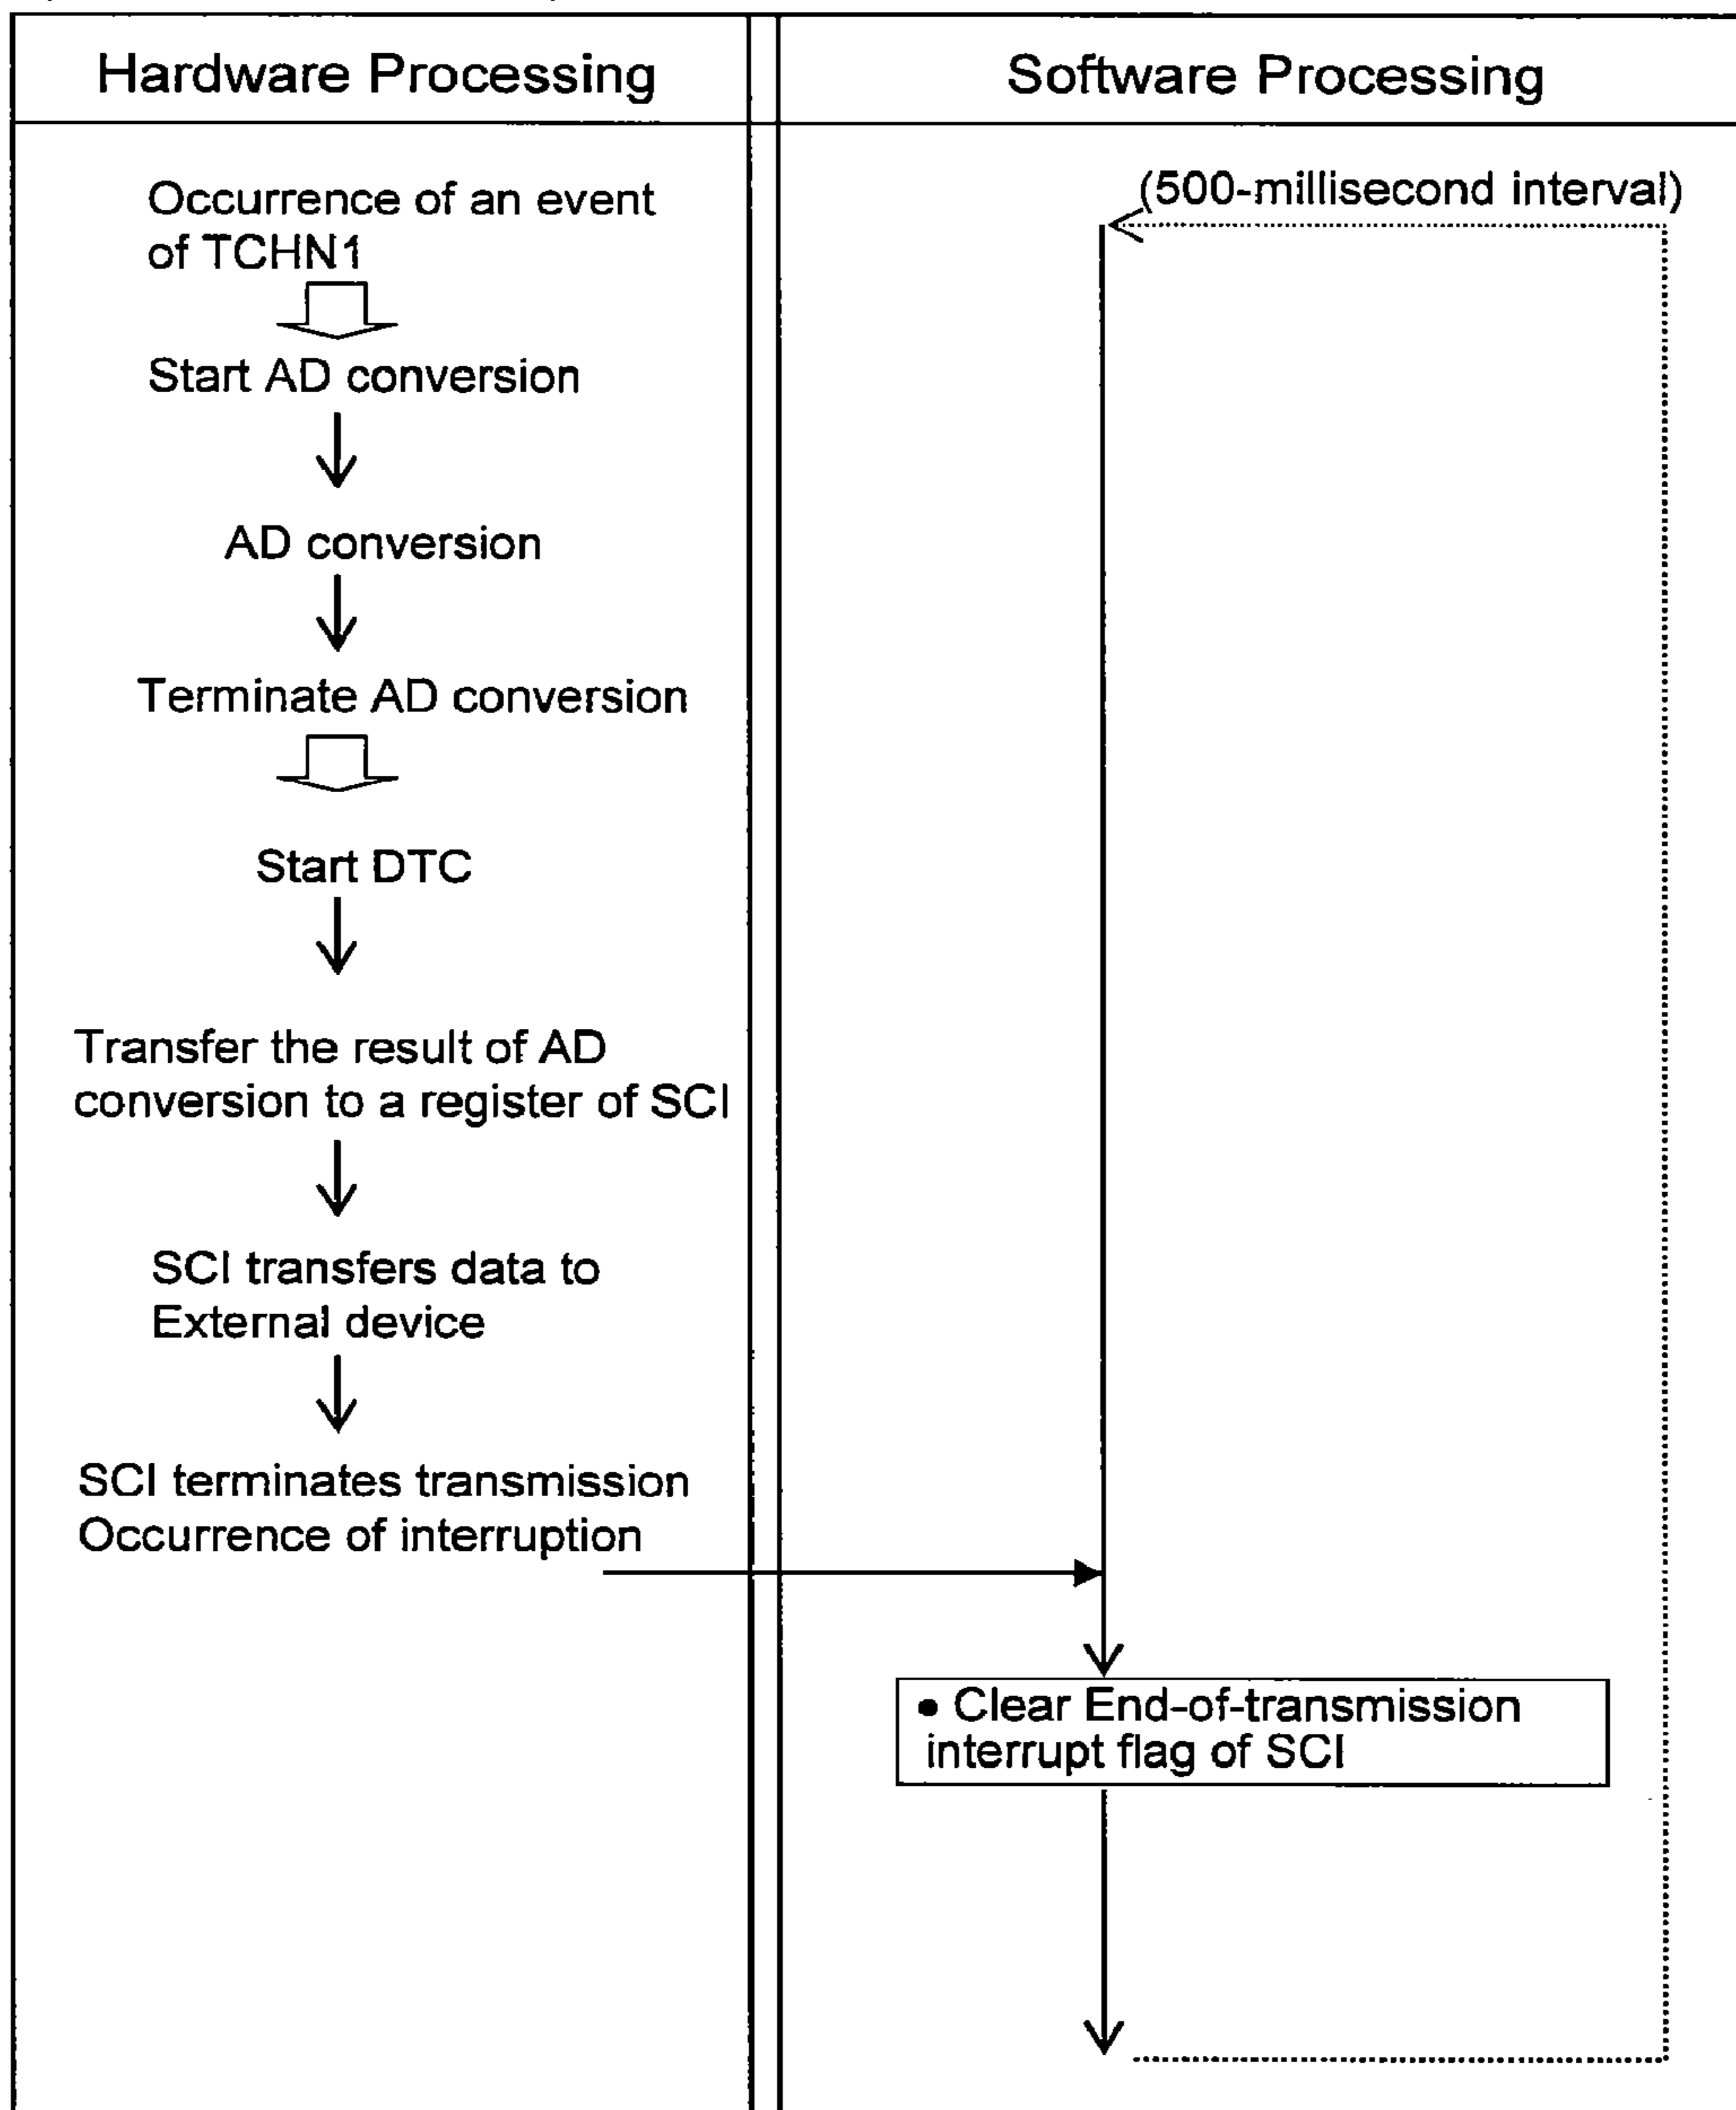 Hardware Processing
Software Processing
Occurrence of an event
of TCHN1
Start AD conversion
AD conversion
Terminate AD conversion
Start DTC
Transfer the result of AD
conversion to a register of SCI
SCI transfers data to
External device
SCI terminates transmission
Occurrence of interruption
(500-millisecond interval)
● Clear End-of-transmission
interrupt flag of SCI